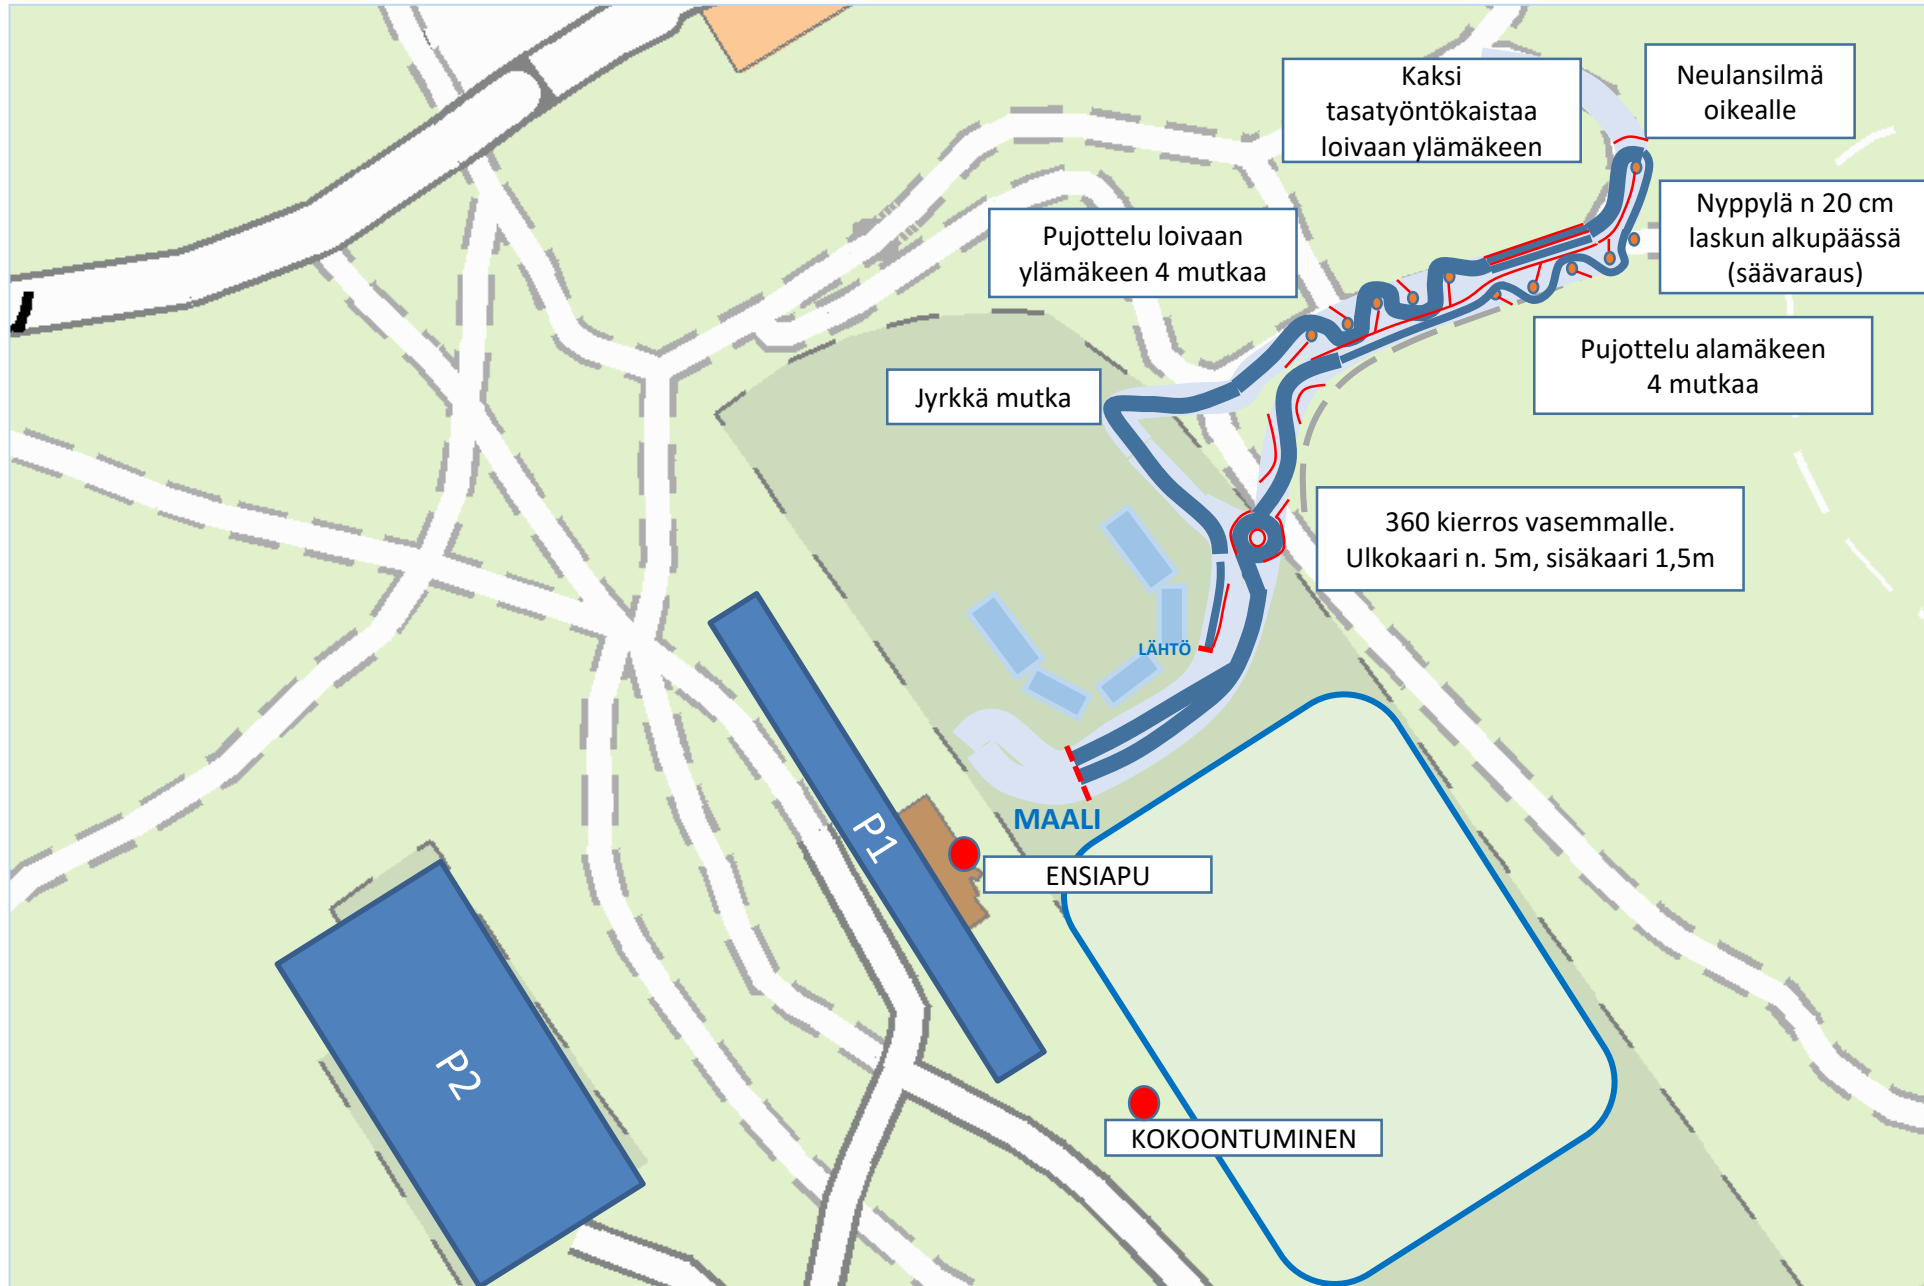 Kaksi
tasatyöntökaistaa
loivaan ylämäkeen
Neulansilmä
oikealle
Nyppylä n 20 cm
laskun alkupäässä
(säävaraus)
Pujottelu loivaan
ylämäkeen 4 mutkaa
Pujottelu alamäkeen
4 mutkaa
Jyrkkä mutka
360 kierros vasemmalle.
Ulkokaari n. 5m, sisäkaari 1,5m
LÄHTÖ
MAALI
P1
ENSIAPU
P2
KOKOONTUMINEN